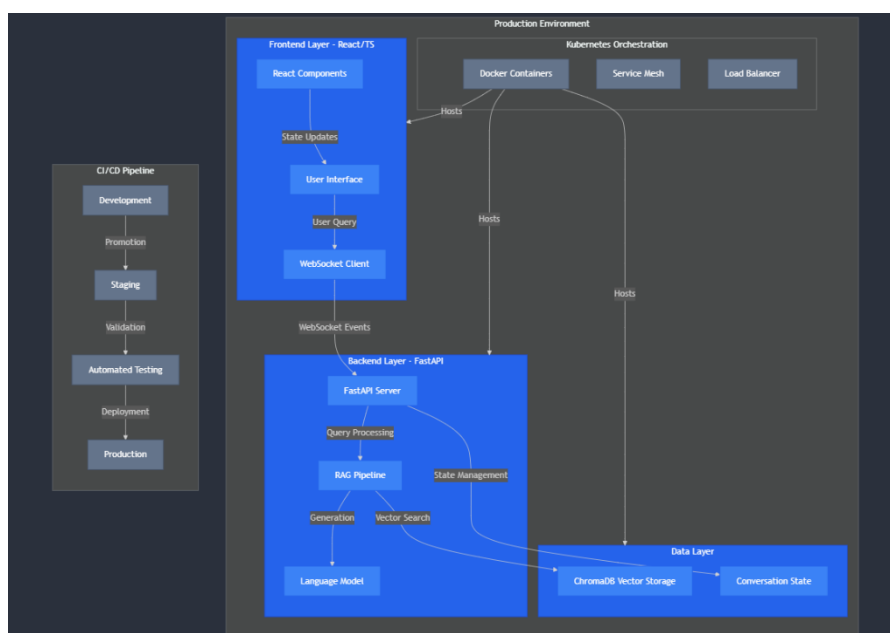 Production Environment
Frontend Layer - React/TS
Kubernetes Orchestration
React Components
Docker Containers
Service Mesh
Load Balancer
Hosts
State Updates
CI/CD Pipeline
User Interface
Development
User Query
Hosts
Promotion
WebSocket Client
Staging
Hosts
Validation
WebSocket Events
Backend Layer - FastAPI
Automated Testing
FastAPI Server
Deployment
Query Processing
Production
RAG Pipeline
State Management
Generation
Vector Search
Data Layer
Language Model
ChromaDB Vector Storage
Conversation State